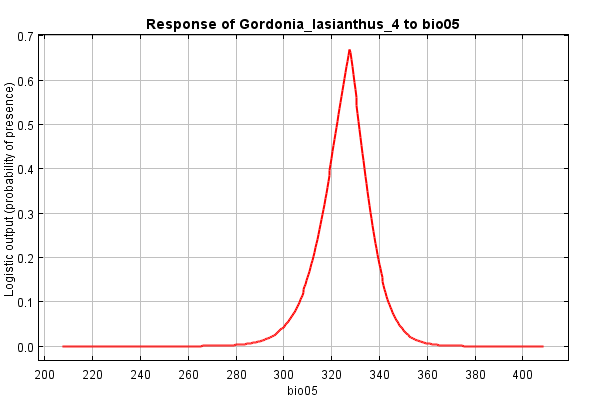 Response of Gordonia_lasianthus_4 to bio05
Logistic output (probability of presence)
0.7
0.6
0.5
0.4
0.3
0.2
0.1
0.0
200 220 240 260 280 300 320 340 360 380 400
bio05